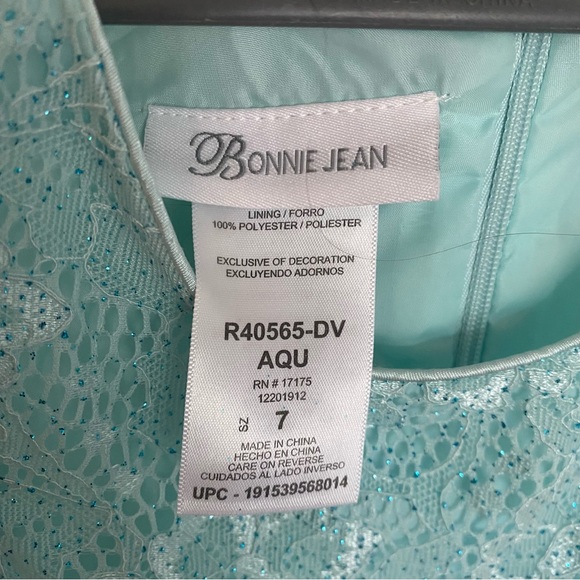 CHINA
BONNIE JEAN
LINING / FORRO
100% POLYESTER / POLIESTER
EXCLUSIVE OF DECORATION
EXCLUYENDO ADORNOS
R40565-DV
AQU
RN # 17175
12201912
SZ 7
MADE IN CHINA
HECHO EN CHINA
CARE ON REVERSE
CUIDADOS AL LADO INVERSO
UPC - 191539568014